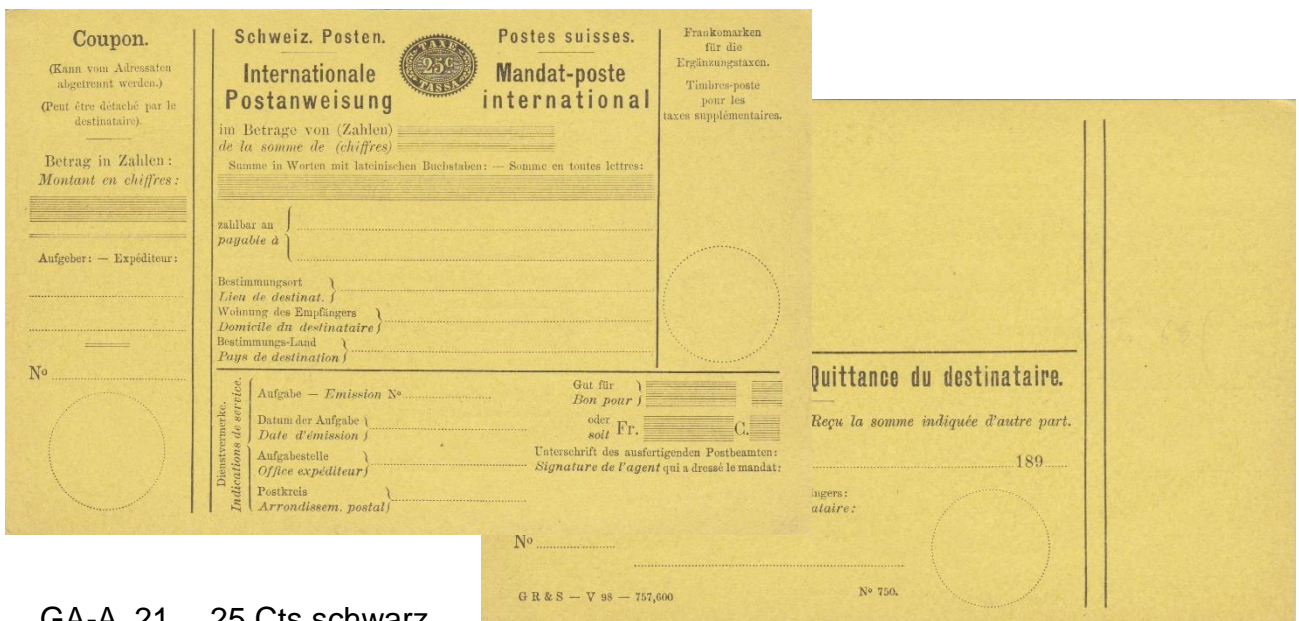 Coupon.
(Kann vom Adressaten
abgetrennt werden.)
(Peut être détaché par le
destinataire).
Betrag in Zahlen:
Montant en chiffres:
Aufgeber: — Expéditeur:
Nº
Schweiz. Posten.
TAXE
25c
TASSA
Postes suisses.
Internationale
Postanweisung
Mandat-poste
international
im Betrage von (Zahlen)
de la somme de (chiffres)
Summe in Worten mit lateinischen Buchstaben: — Somme en toutes lettres:
zahlbar an
payable à
Bestimmungsort
Lieu de destinat.
Wohnung des Empfängers
Domicile du destinataire
Bestimmungs-Land
Pays de destination
Frankomarken
für die
Ergänzungstaxen.
Timbres-poste
pour les
taxes supplémentaires.
Dienstvermerke.
Indications de service.
Aufgabe — Emission Nº
Datum der Aufgabe
Date d'émission
Aufgabestelle
Office expéditeur
Postkreis
Arrondissem. postal
Gut für
Bon pour
oder
soit Fr. C.
Unterschrift des ausfertigenden Postbeamten:
Signature de l'agent qui a dressé le mandat:
Quittance du destinataire.
Reçu la somme indiquée d'autre part.
189
ingers:
ataire:
Nº
G R & S — V 98 — 757,600
Nº 750.
GA-A 21 25 Cts schwarz